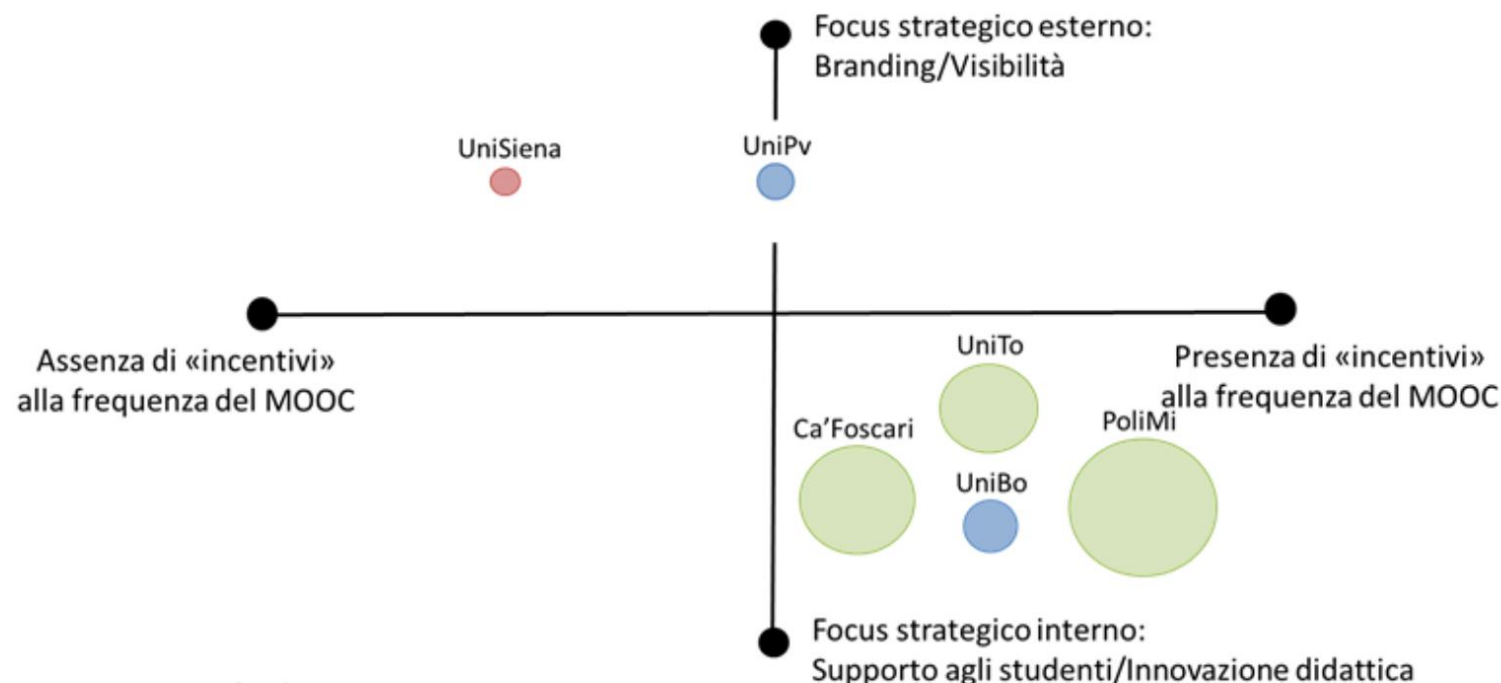 Focus strategico esterno:
Branding/Visibilità
UniSiena
UniPv
Assenza di «incentivi»
alla frequenza del MOOC
UniTo
Presenza di «incentivi»
alla frequenza del MOOC
Ca'Foscari
PoliMi
UniBo
Focus strategico interno:
Supporto agli studenti/Innovazione didattica